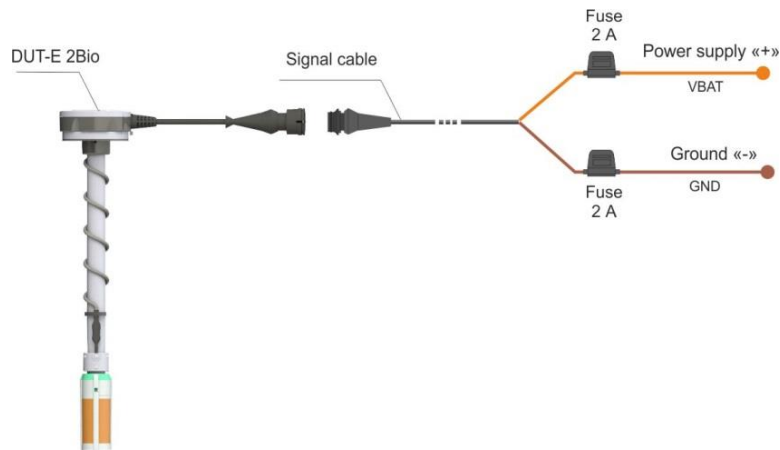 DUT-E 2Bio
Signal cable
Fuse
2 A
Power supply «+»
VBAT
Ground «-»
GND
Fuse
2 A